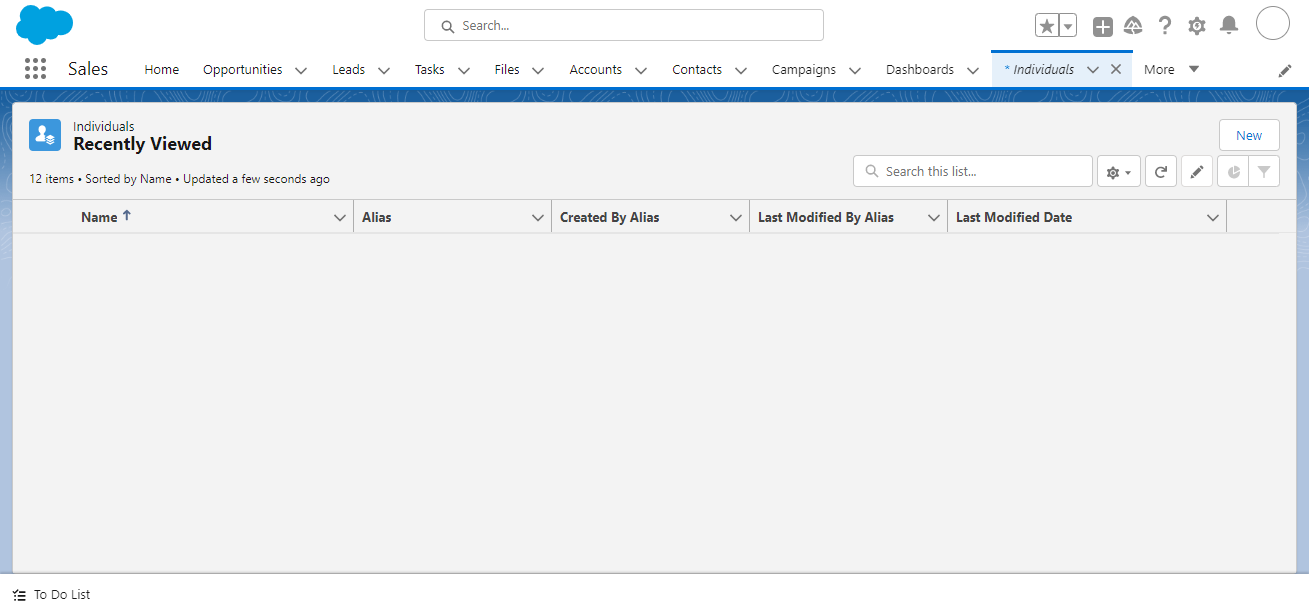 Search...
Sales
Home
Opportunities
Leads
Tasks
Files
Accounts
Contacts
Campaigns
Dashboards
* Individuals
More
Individuals
Recently Viewed
New
12 items • Sorted by Name • Updated a few seconds ago
Search this list...
Name
Alias
Created By Alias
Last Modified By Alias
Last Modified Date
To Do List